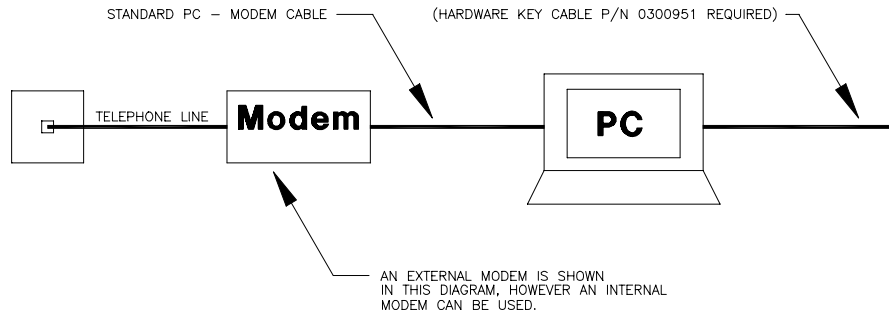 STANDARD PC - MODEM CABLE
(HARDWARE KEY CABLE P/N 0300951 REQUIRED)
TELEPHONE LINE
Modem
PC
AN EXTERNAL MODEM IS SHOWN
IN THIS DIAGRAM, HOWEVER AN INTERNAL
MODEM CAN BE USED.